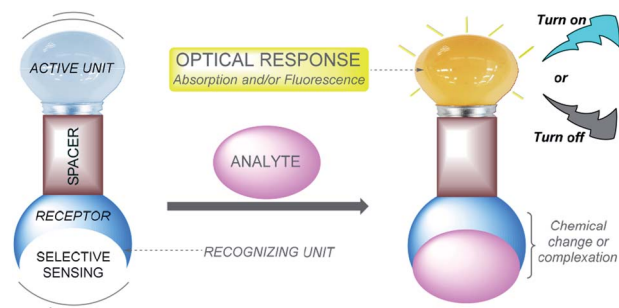 ACTIVE UNIT
SPACER
RECEPTOR
SELECTIVE
SENSING
OPTICAL RESPONSE
Absorption and/or Fluorescence
ANALYTE
RECOGNIZING UNIT
Turn on
or
Turn off
Chemical
change or
complexation